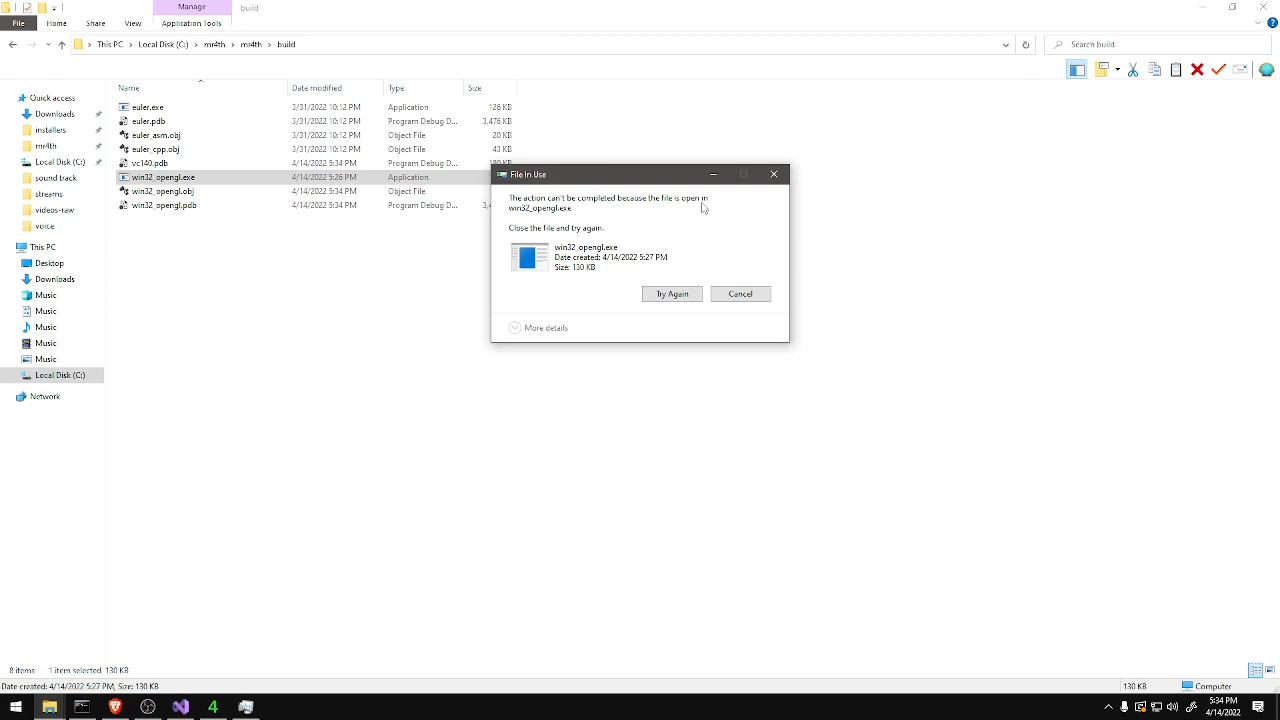 Manage
build
File
Home
Share
View
Application Tools
This PC
Local Disk (C:)
mr4th
mr4th
build
Search build
Name
Date modified
Type
Size
Quick access
Downloads
installers
mr4th
Local Disk (C:)
sound track
streams
videos-raw
voice
This PC
Desktop
Downloads
Music
Music
Music
Music
Music
Local Disk (C:)
Network
euler.exe 3/31/2022 10:12 PM Application 126 KB
euler.pdb 3/31/2022 10:12 PM Program Debug D... 3,476 KB
euler_asm.obj 3/31/2022 10:12 PM Object File 20 KB
euler_cpp.obj 3/31/2022 10:12 PM Object File 43 KB
vc140.pdb 4/14/2022 5:34 PM Program Debug D...
win32_opengl.exe 4/14/2022 5:26 PM Application
win32_opengl.obj 4/14/2022 5:34 PM Object File
win32_opengl.pdb 4/14/2022 5:34 PM Program Debug D...
File In Use
The action can't be completed because the file is open in
win32_opengl.exe
Close the file and try again.
win32_opengl.exe
Date created: 4/14/2022 5:27 PM
Size: 130 KB
Try Again
Cancel
More details
8 items
1 item selected 130 KB
Date created: 4/14/2022 5:27 PM, Size: 130 KB
130 KB
Computer
4
5:34 PM
4/14/2022